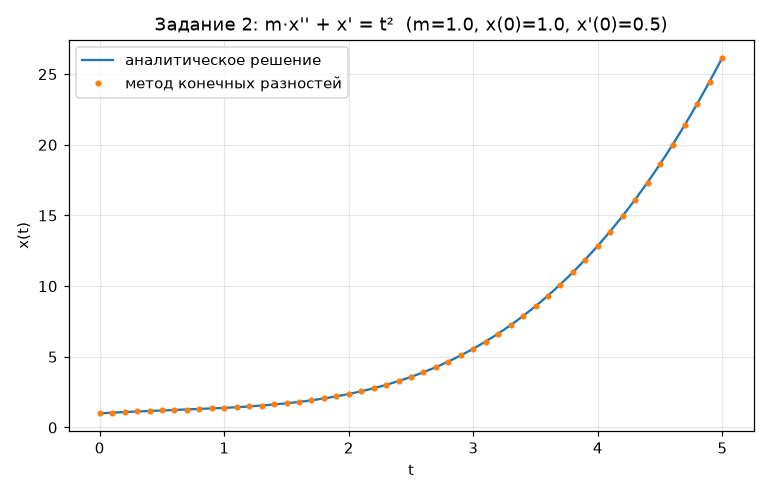 Задание 2: m·x'' + x' = t² (m=1.0, x(0)=1.0, x'(0)=0.5)
аналитическое решение
метод конечных разностей
25
20
15
10
5
0
x(t)
0 1 2 3 4 5
t